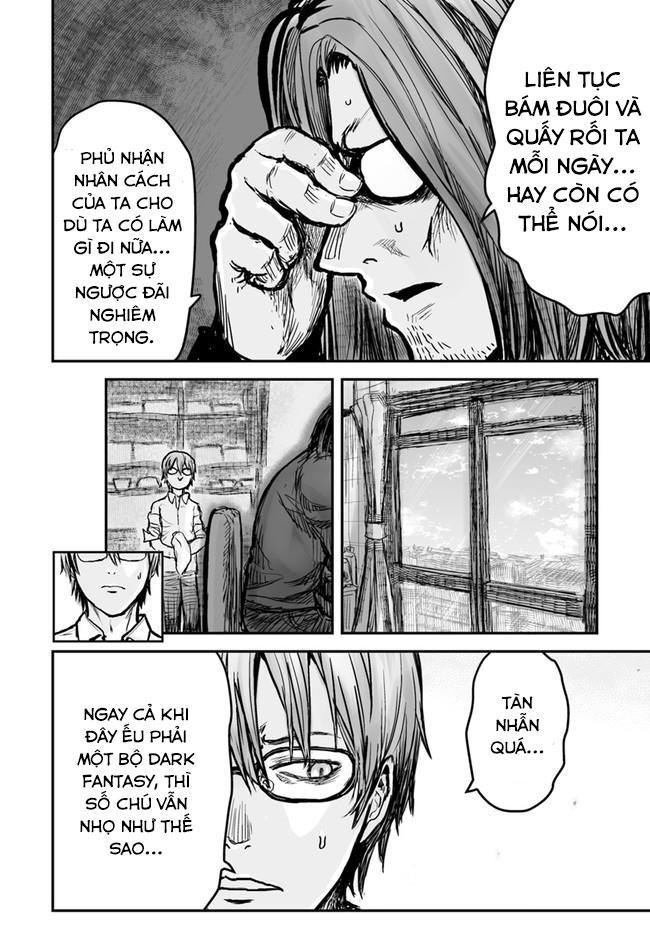 LIÊN TỤC
BÁM ĐUÔI VÀ
QUẤY RỐI TA
MỖI NGÀY...
HAY CÒN CÓ
THỂ NÓI...
PHỦ NHẬN
NHÂN CÁCH
CỦA TA CHO
DÙ TA CÓ LÀM
GÌ ĐI NỮA...
MỘT SỰ
NGƯỢC ĐÃI
NGHIÊM
TRỌNG.
TÀN
NHẪN
QUÁ...
NGAY CẢ KHI
ĐÂY ẾU PHẢI
MỘT BỘ DARK
FANTASY, THÌ
SỐ CHÚ VẪN
NHỌ NHƯ THẾ
SAO...